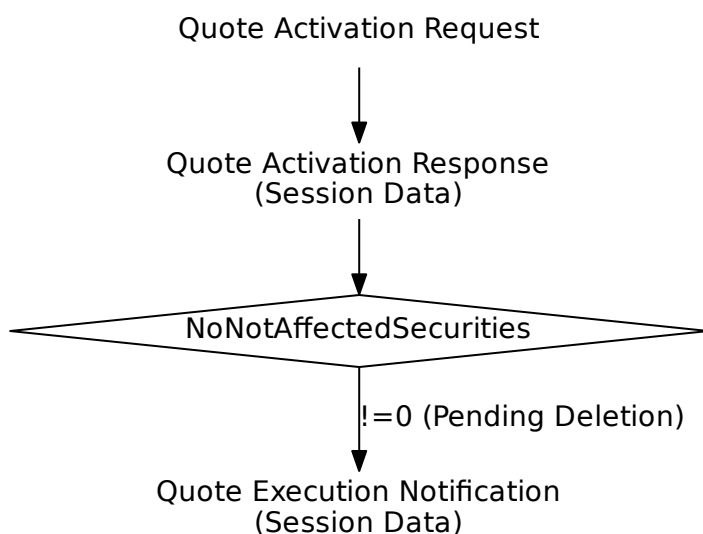 Quote Activation Request
Quote Activation Response
(Session Data)
NoNotAffectedSecurities
!=0 (Pending Deletion)
Quote Execution Notification
(Session Data)